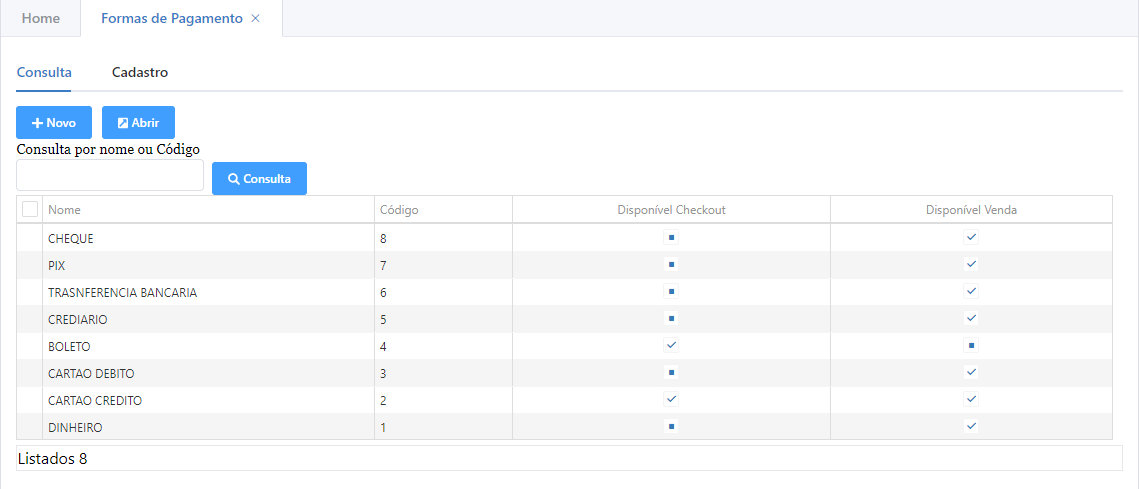 Home Formas de Pagamento ×
Consulta Cadastro
Novo Abrir
Consulta por nome ou Código
Consulta
Nome Código Disponível Checkout Disponível Venda
CHEQUE 8
PIX 7
TRASNFERENCIA BANCARIA 6
CREDIARIO 5
BOLETO 4
CARTAO DEBITO 3
CARTAO CREDITO 2
DINHEIRO 1
Listados 8